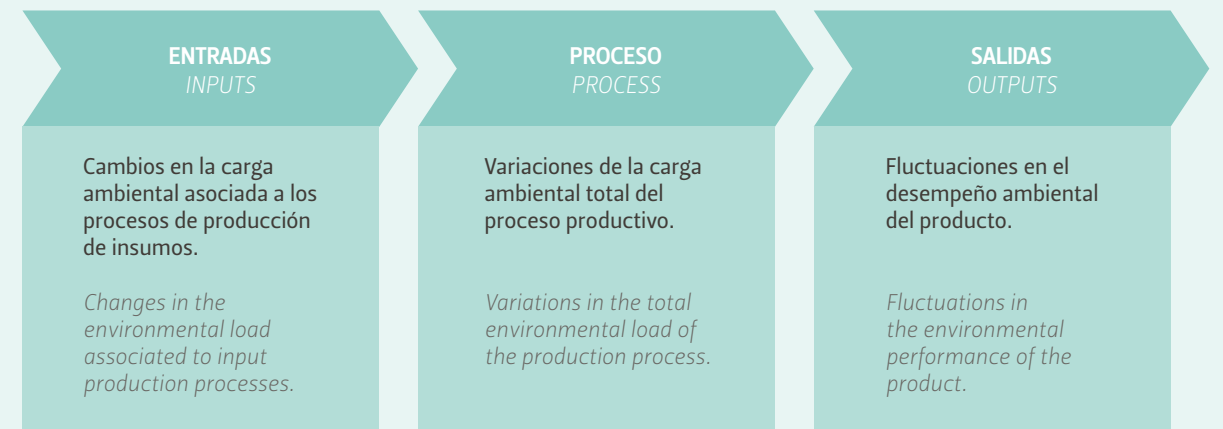 ENTRADAS
INPUTS
Cambios en la carga
ambiental asociada a los
procesos de producción
de insumos.
Changes in the
environmental load
associated to input
production processes.
PROCESO
PROCESS
Variaciones de la carga
ambiental total del
proceso productivo.
Variations in the total
environmental load of
the production process.
SALIDAS
OUTPUTS
Fluctuaciones en el
desempeño ambiental
del producto.
Fluctuations in
the environmental
performance of the
product.